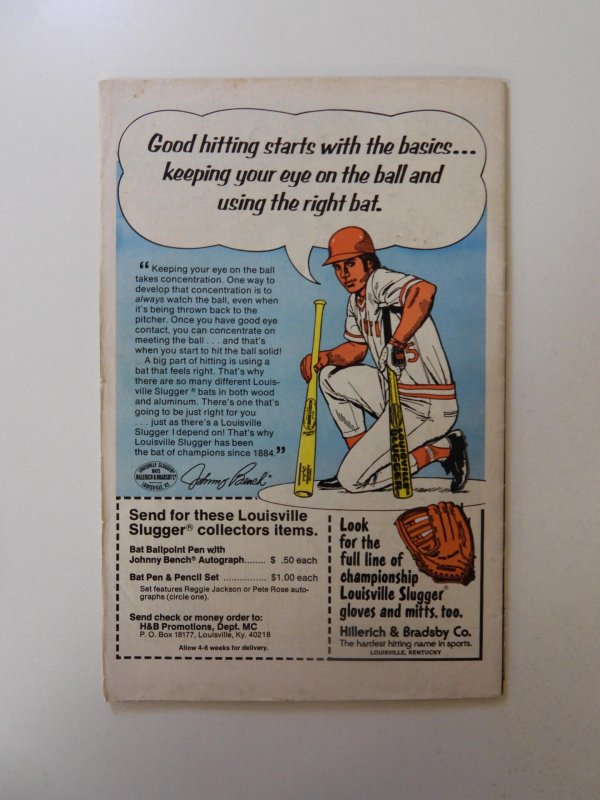 Good hitting starts with the basics...
keeping your eye on the ball and
using the right bat.
“ Keeping your eye on the ball
takes concentration. One way to
develop that concentration is to
always watch the ball, even when
it's being thrown back to the
pitcher. Once you have good eye
contact, you can concentrate on
meeting the ball . . . and that's
when you start to hit the ball solid!
A big part of hitting is using a
bat that feels right. That's why
there are so many different Louis-
ville Slugger ® bats in both wood
and aluminum. There's one that's
going to be just right for you
. . . just as there's a Louisville
Slugger I depend on! That's why
Louisville Slugger has been
the bat of champions since 1884.”
LOUISVILLE SLUGGER
BATS
HILLERICH & BRADSBY Co
LOUISVILLE, KY.
Johnny Bench
5
Send for these Louisville
Slugger® collectors items.
Bat Ballpoint Pen with
Johnny Bench® Autograph........ $ .50 each
Bat Pen & Pencil Set ............... $1.00 each
Set features Reggie Jackson or Pete Rose auto-
graphs (circle one).
Send check or money order to:
H&B Promotions, Dept. MC
P. O. Box 18177, Louisville, Ky. 40218
Allow 4-6 weeks for delivery.
Look
for the
full line of
championship
Louisville Slugger®
gloves and mitts, too.
Hillerich & Bradsby Co.
The hardest hitting name in sports.
LOUISVILLE, KENTUCKY